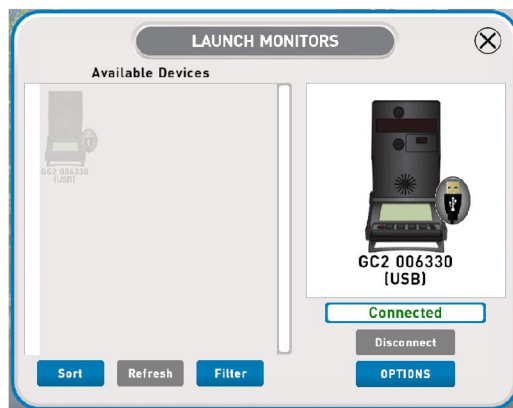 LAUNCH MONITORS
Available Devices
GC2 006330
(USB)
GC2 006330
(USB)
Connected
Disconnect
Sort
Refresh
Filter
OPTIONS